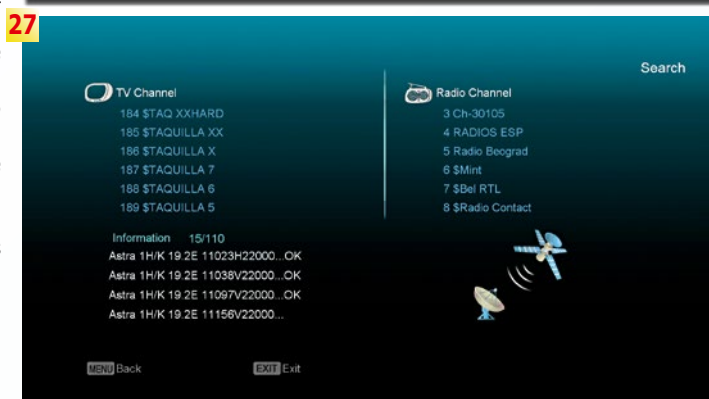 27
Search
TV Channel
184 $TAQ XXHARD
185 $TAQUILLA XX
186 $TAQUILLA X
187 $TAQUILLA 7
188 $TAQUILLA 6
189 $TAQUILLA 5
Radio Channel
3 Ch-30105
4 RADIOS ESP
5 Radio Beograd
6 $Mint
7 $Bel RTL
8 $Radio Contact
Information 15/110
Astra 1H/K 19.2E 11023H22000...OK
Astra 1H/K 19.2E 11038V22000...OK
Astra 1H/K 19.2E 11097V22000...OK
Astra 1H/K 19.2E 11156V22000...
MENU Back EXIT Exit